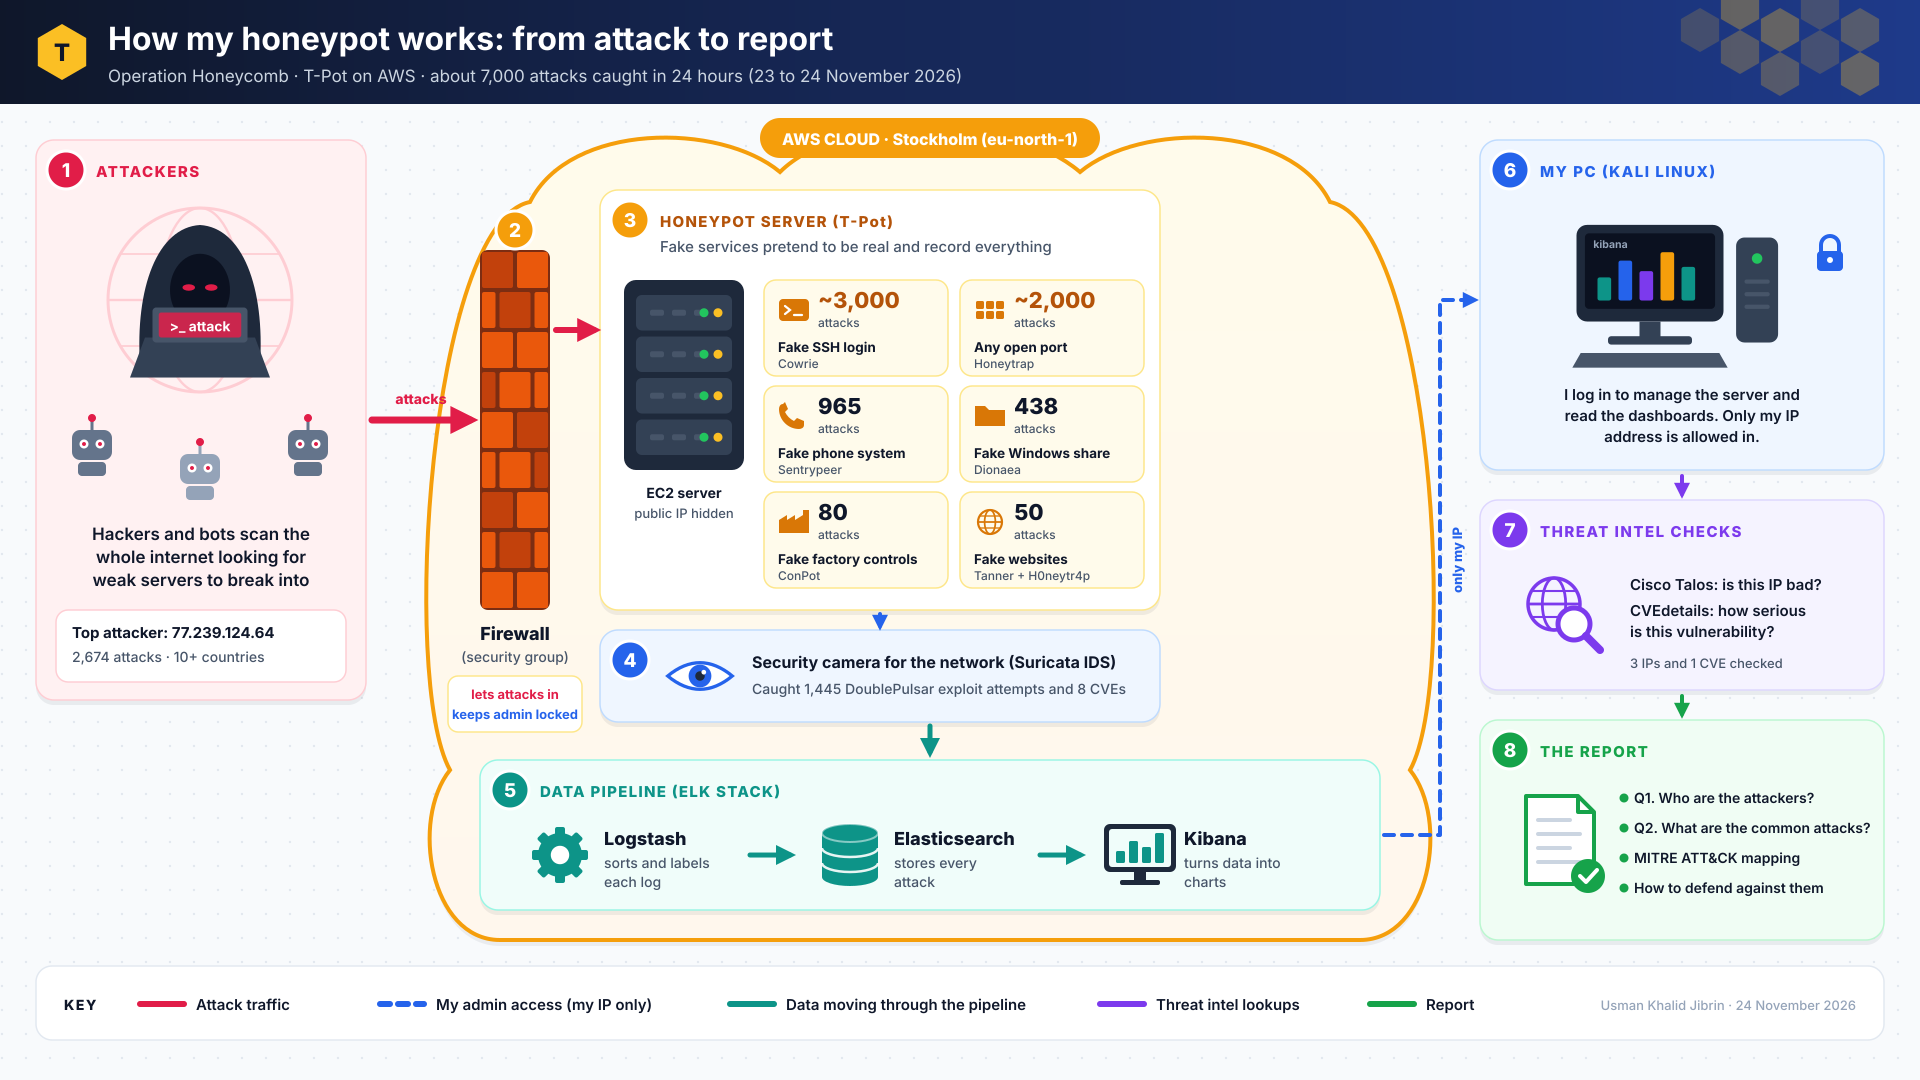 T
How my honeypot works: from attack to report
Operation Honeycomb · T-Pot on AWS · about 7,000 attacks caught in 24 hours (23 to 24 November 2026)
1
ATTACKERS
>_ attack
Hackers and bots scan the
whole internet looking for
weak servers to break into
Top attacker: 77.239.124.64
2,674 attacks · 10+ countries
attacks
AWS CLOUD · Stockholm (eu-north-1)
2
Firewall
(security group)
lets attacks in
keeps admin locked
3
HONEYPOT SERVER (T-Pot)
Fake services pretend to be real and record everything
EC2 server
public IP hidden
~3,000
attacks
Fake SSH login
Cowrie
~2,000
attacks
Any open port
Honeytrap
965
attacks
Fake phone system
Sentrypeer
438
attacks
Fake Windows share
Dionaea
80
attacks
Fake factory controls
ConPot
50
attacks
Fake websites
Tanner + H0neytr4p
4
Security camera for the network (Suricata IDS)
Caught 1,445 DoublePulsar exploit attempts and 8 CVEs
5
DATA PIPELINE (ELK STACK)
Logstash
sorts and labels
each log
Elasticsearch
stores every
attack
Kibana
turns data into
charts
only my IP
6
MY PC (KALI LINUX)
kibana
I log in to manage the server and
read the dashboards. Only my IP
address is allowed in.
7
THREAT INTEL CHECKS
Cisco Talos: is this IP bad?
CVEdetails: how serious
is this vulnerability?
3 IPs and 1 CVE checked
8
THE REPORT
Q1. Who are the attackers?
Q2. What are the common attacks?
MITRE ATT&CK mapping
How to defend against them
KEY
Attack traffic
My admin access (my IP only)
Data moving through the pipeline
Threat intel lookups
Report
Usman Khalid Jibrin · 24 November 2026